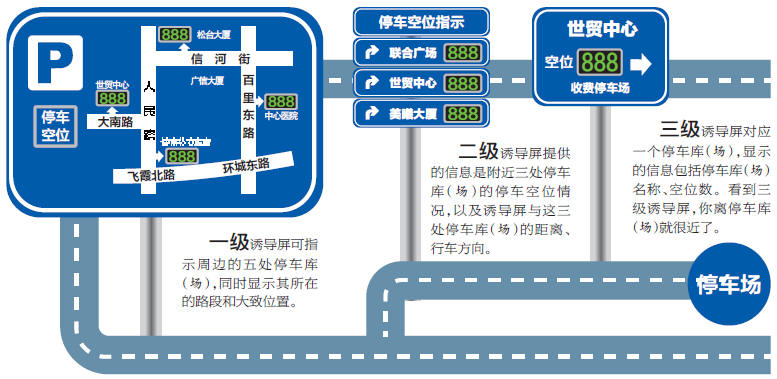 P
停车
空位
888
松台大厦
信河街
世贸中心
888
大南路
人民路
广信大厦
百里东路
888
中心医院
888
飞霞北路
环城东路
停车空位指示
联合广场 888
世贸中心 888
美瞳大厦 888
世贸中心
空位 888
收费停车场
一级诱导屏可指
示周边的五处停车库
(场),同时显示其所在
的路段和大致位置。
二级诱导屏提供
的信息是附近三处停车库
(场)的停车空位情
况,以及诱导屏与这三
处停车库(场)的距离、
行车方向。
三级诱导屏对应
一个停车库(场),显示
的信息包括停车库(场)
名称、空位数。看到三
级诱导屏,你离停车库
(场)就很近了。
停车场